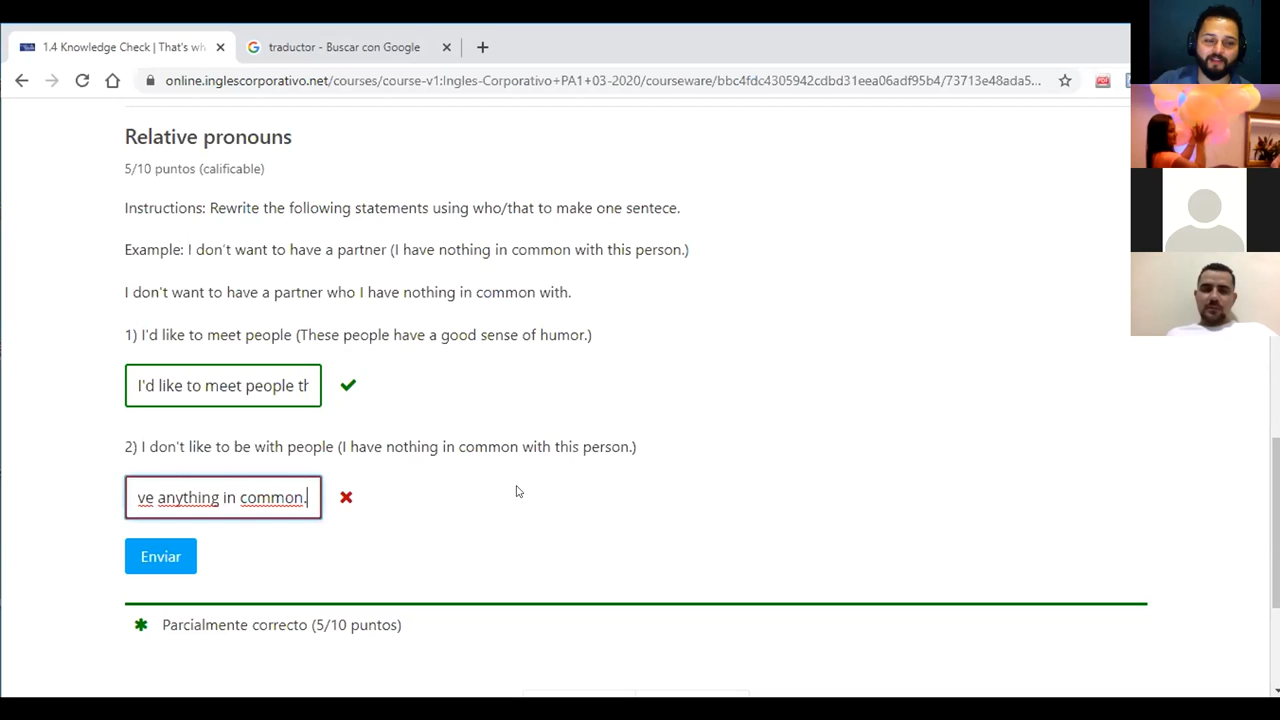 1.4 Knowledge Check | That's wh
traductor - Buscar con Google
online.inglescorporativo.net/courses/course-v1:Ingles-Corporativo+PA1+03-2020/courseware/bbc4fdc4305942cdbd31eea06adf95b4/73713e48ada5...
Relative pronouns
5/10 puntos (calificable)
Instructions: Rewrite the following statements using who/that to make one sentece.
Example: I don't want to have a partner (I have nothing in common with this person.)
I don't want to have a partner who I have nothing in common with.
1) I'd like to meet people (These people have a good sense of humor.)
I'd like to meet people th
2) I don't like to be with people (I have nothing in common with this person.)
ve anything in common.
Enviar
Parcialmente correcto (5/10 puntos)